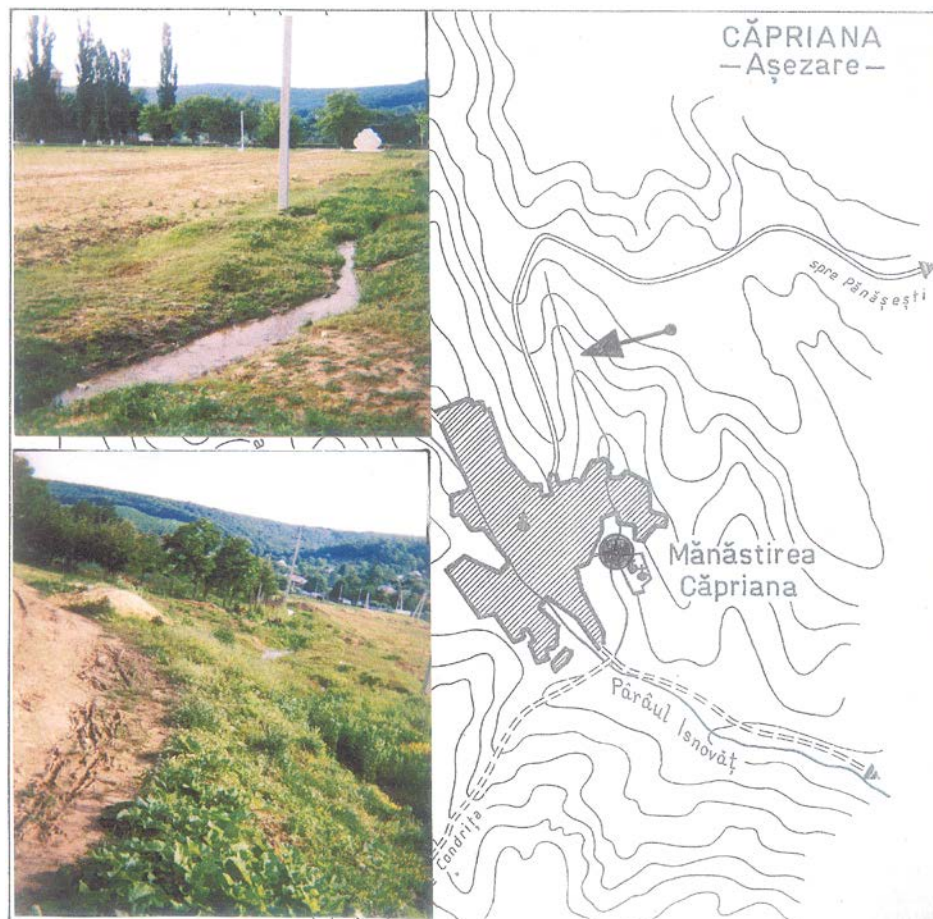 CĂPRIANA
—Așezare—
spre Pănășești
Mănăstirea
Căpriana
Pârâul Isnovăț
Condrița